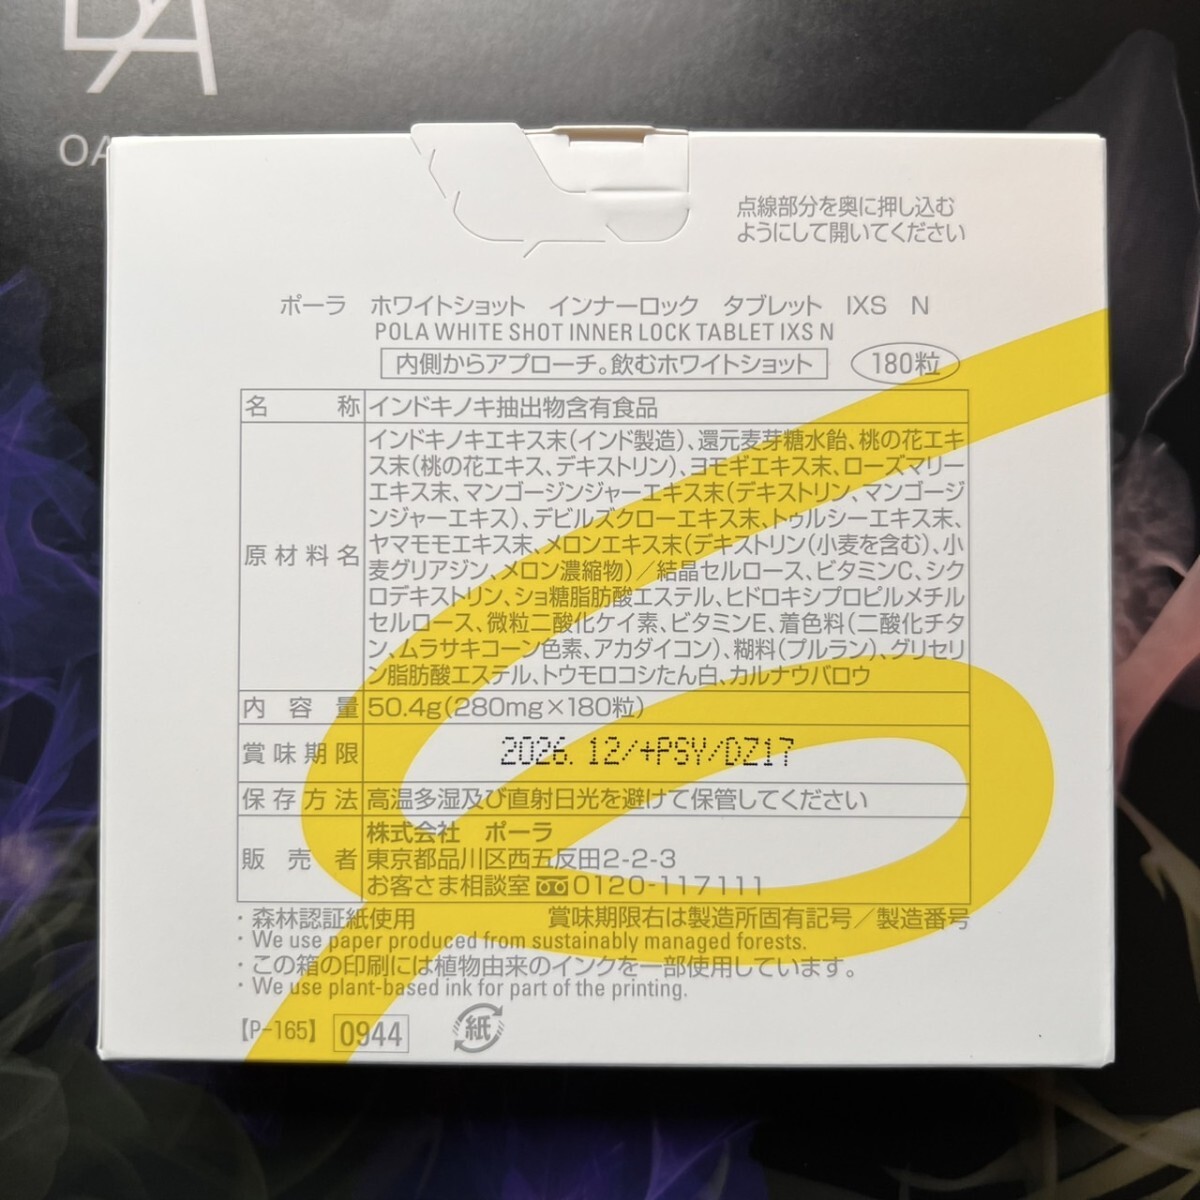 OA
点線部分を奥に押し込む
ようにして開いてください
ポーラ ホワイトショット インナーロック タブレット IXS N
POLA WHITE SHOT INNER LOCK TABLET IXS N
内側からアプローチ。飲むホワイトショット 180粒
名称 インドキノキ抽出物含有食品
原材料名 インドキノキエキス末(インド製造)、還元麦芽糖水飴、桃の花エキ
ス末(桃の花エキス、デキストリン)、ヨモギエキス末、ローズマリー
エキス末、マンゴージンジャーエキス末(デキストリン、マンゴージ
ンジャーエキス)、デビルズクローエキス末、トゥルシーエキス末、
ヤマモモエキス末、メロンエキス末(デキストリン(小麦を含む)、小
麦グリアジン、メロン濃縮物)/結晶セルロース、ビタミンC、シク
ロデキストリン、ショ糖脂肪酸エステル、ヒドロキシプロピルメチル
セルロース、微粒二酸化ケイ素、ビタミンE、着色料(二酸化チタ
ン、ムラサキコーン色素、アカダイコン)、糊料(プルラン)、グリセリ
ン脂肪酸エステル、トウモロコシたん白、カルナウバロウ
内容量 50.4g(280mg×180粒)
賞味期限 2026.12/+PSY/DZ17
保存方法 高温多湿及び直射日光を避けて保管してください
販売者 株式会社 ポーラ
東京都品川区西五反田2-2-3
お客さま相談室 0120-117111
・森林認証紙使用 賞味期限右は製造所固有記号/製造番号
・We use paper produced from sustainably managed forests.
・この箱の印刷には植物由来のインクを一部使用しています。
・We use plant-based ink for part of the printing.
【P-165】 0944 紙